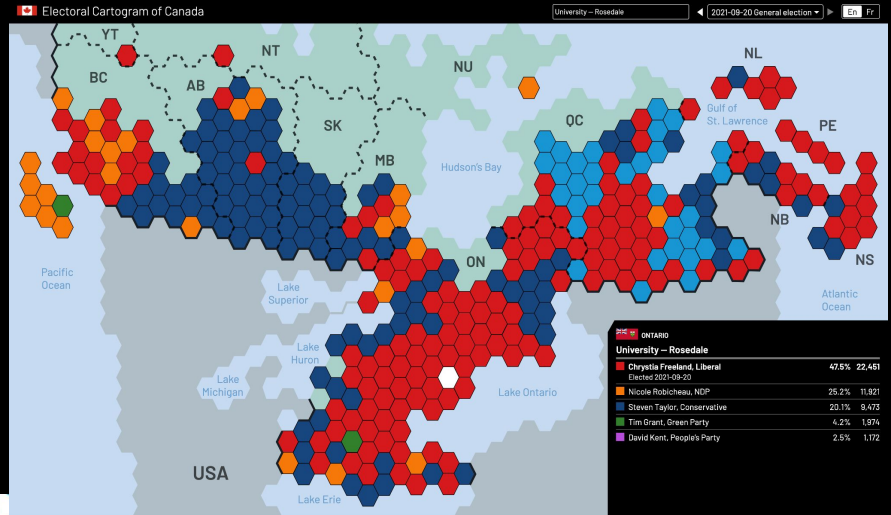 Electoral Cartogram of Canada
University — Rosedale
2021-09-20 General election
En
Fr
YT
NT
NU
NL
BC
AB
SK
MB
QC
PE
Gulf of
St. Lawrence
Hudson's Bay
NB
ON
NS
Pacific
Ocean
Lake
Superior
Atlantic
Ocean
Lake
Huron
Lake
Michigan
Lake Ontario
USA
Lake Erie
ONTARIO
University — Rosedale
Chrystia Freeland, Liberal 47.5% 22,451
Elected 2021-09-20
Nicole Robicheau, NDP 25.2% 11,921
Steven Taylor, Conservative 20.1% 9,473
Tim Grant, Green Party 4.2% 1,974
David Kent, People's Party 2.5% 1,172